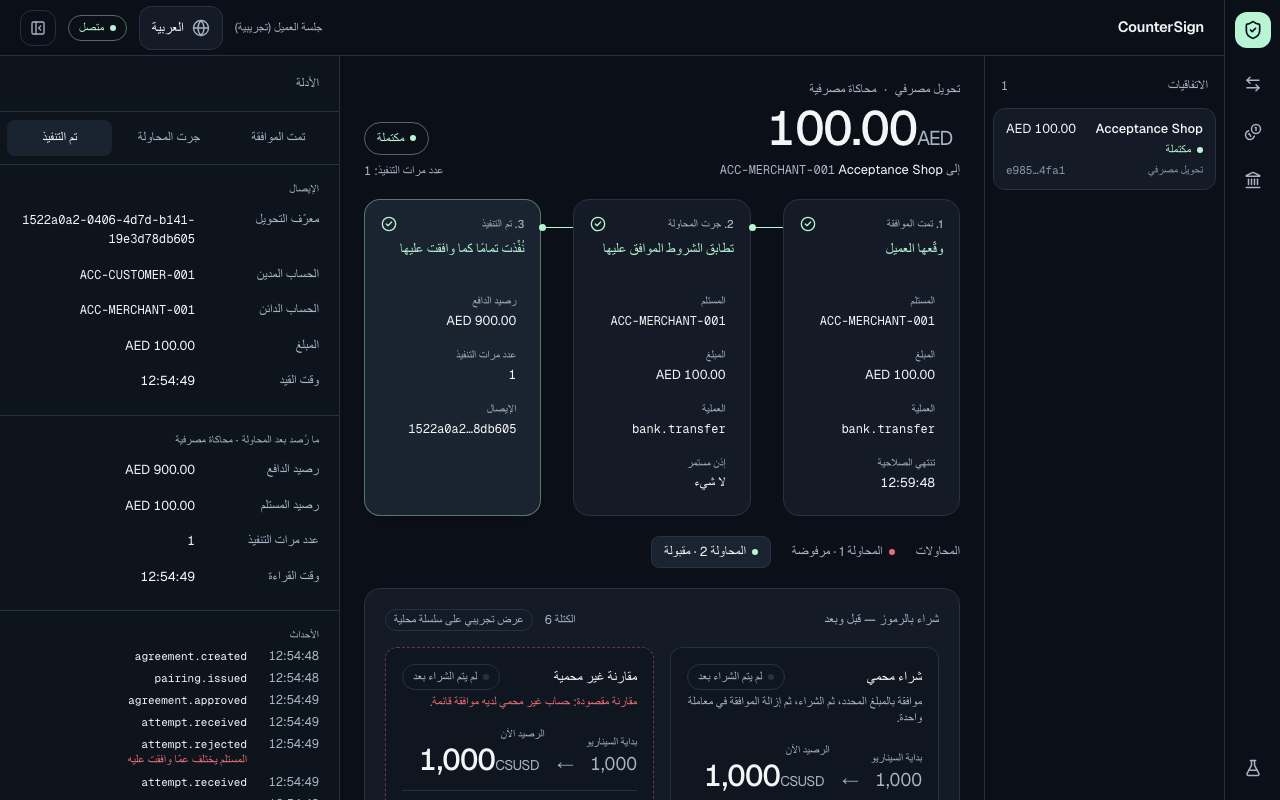 CounterSign
جلسة العميل (تجريبية)
العربية
متصل
الاتفاقيات
1
Acceptance Shop
AED 100.00
مكتملة
تحويل مصرفي
e985…4fa1
تحويل مصرفي · محاكاة مصرفية
100.00 AED
مكتملة
إلى Acceptance Shop ACC-MERCHANT-001
عدد مرات التنفيذ: 1
1. تمت الموافقة
وقّعها العميل
المستلم
ACC-MERCHANT-001
المبلغ
AED 100.00
العملية
bank.transfer
تنتهي الصلاحية
12:59:48
2. جرت المحاولة
تطابق الشروط الموافق عليها
المستلم
ACC-MERCHANT-001
المبلغ
AED 100.00
العملية
bank.transfer
إذن مستمر
لا شيء
3. تم التنفيذ
نُفّذت تمامًا كما وافقت عليها
رصيد الدافع
AED 900.00
عدد مرات التنفيذ
1
الإيصال
1522a0a2…8db605
المحاولات
المحاولة 1 · مرفوضة
المحاولة 2 · مقبولة
شراء بالرموز — قبل وبعد
الكتلة 6
عرض تجريبي على سلسلة محلية
شراء محمي
لم يتم الشراء بعد
موافقة بالمبلغ المحدد، ثم الشراء، ثم إزالة الموافقة في معاملة
واحدة.
بداية السيناريو
1,000
←
الرصيد الآن
1,000 CSUSD
مقارنة غير محمية
لم يتم الشراء بعد
مقارنة مقصودة: حساب غير محمي لديه موافقة قائمة.
بداية السيناريو
1,000
←
الرصيد الآن
1,000 CSUSD
الأدلة
تمت الموافقة
جرت المحاولة
تم التنفيذ
الإيصال
معرّف التحويل
1522a0a2-0406-4d7d-b141-
19e3d78db605
الحساب المدين
ACC-CUSTOMER-001
الحساب الدائن
ACC-MERCHANT-001
المبلغ
AED 100.00
وقت القيد
12:54:49
ما رُصد بعد المحاولة · محاكاة مصرفية
رصيد الدافع
AED 900.00
رصيد المستلم
AED 100.00
عدد مرات التنفيذ
1
وقت القراءة
12:54:49
الأحداث
12:54:48 agreement.created
12:54:48 pairing.issued
12:54:49 agreement.approved
12:54:49 attempt.received
12:54:49 attempt.rejected
المستلم يختلف عمّا وافقت عليه
12:54:49 attempt.received